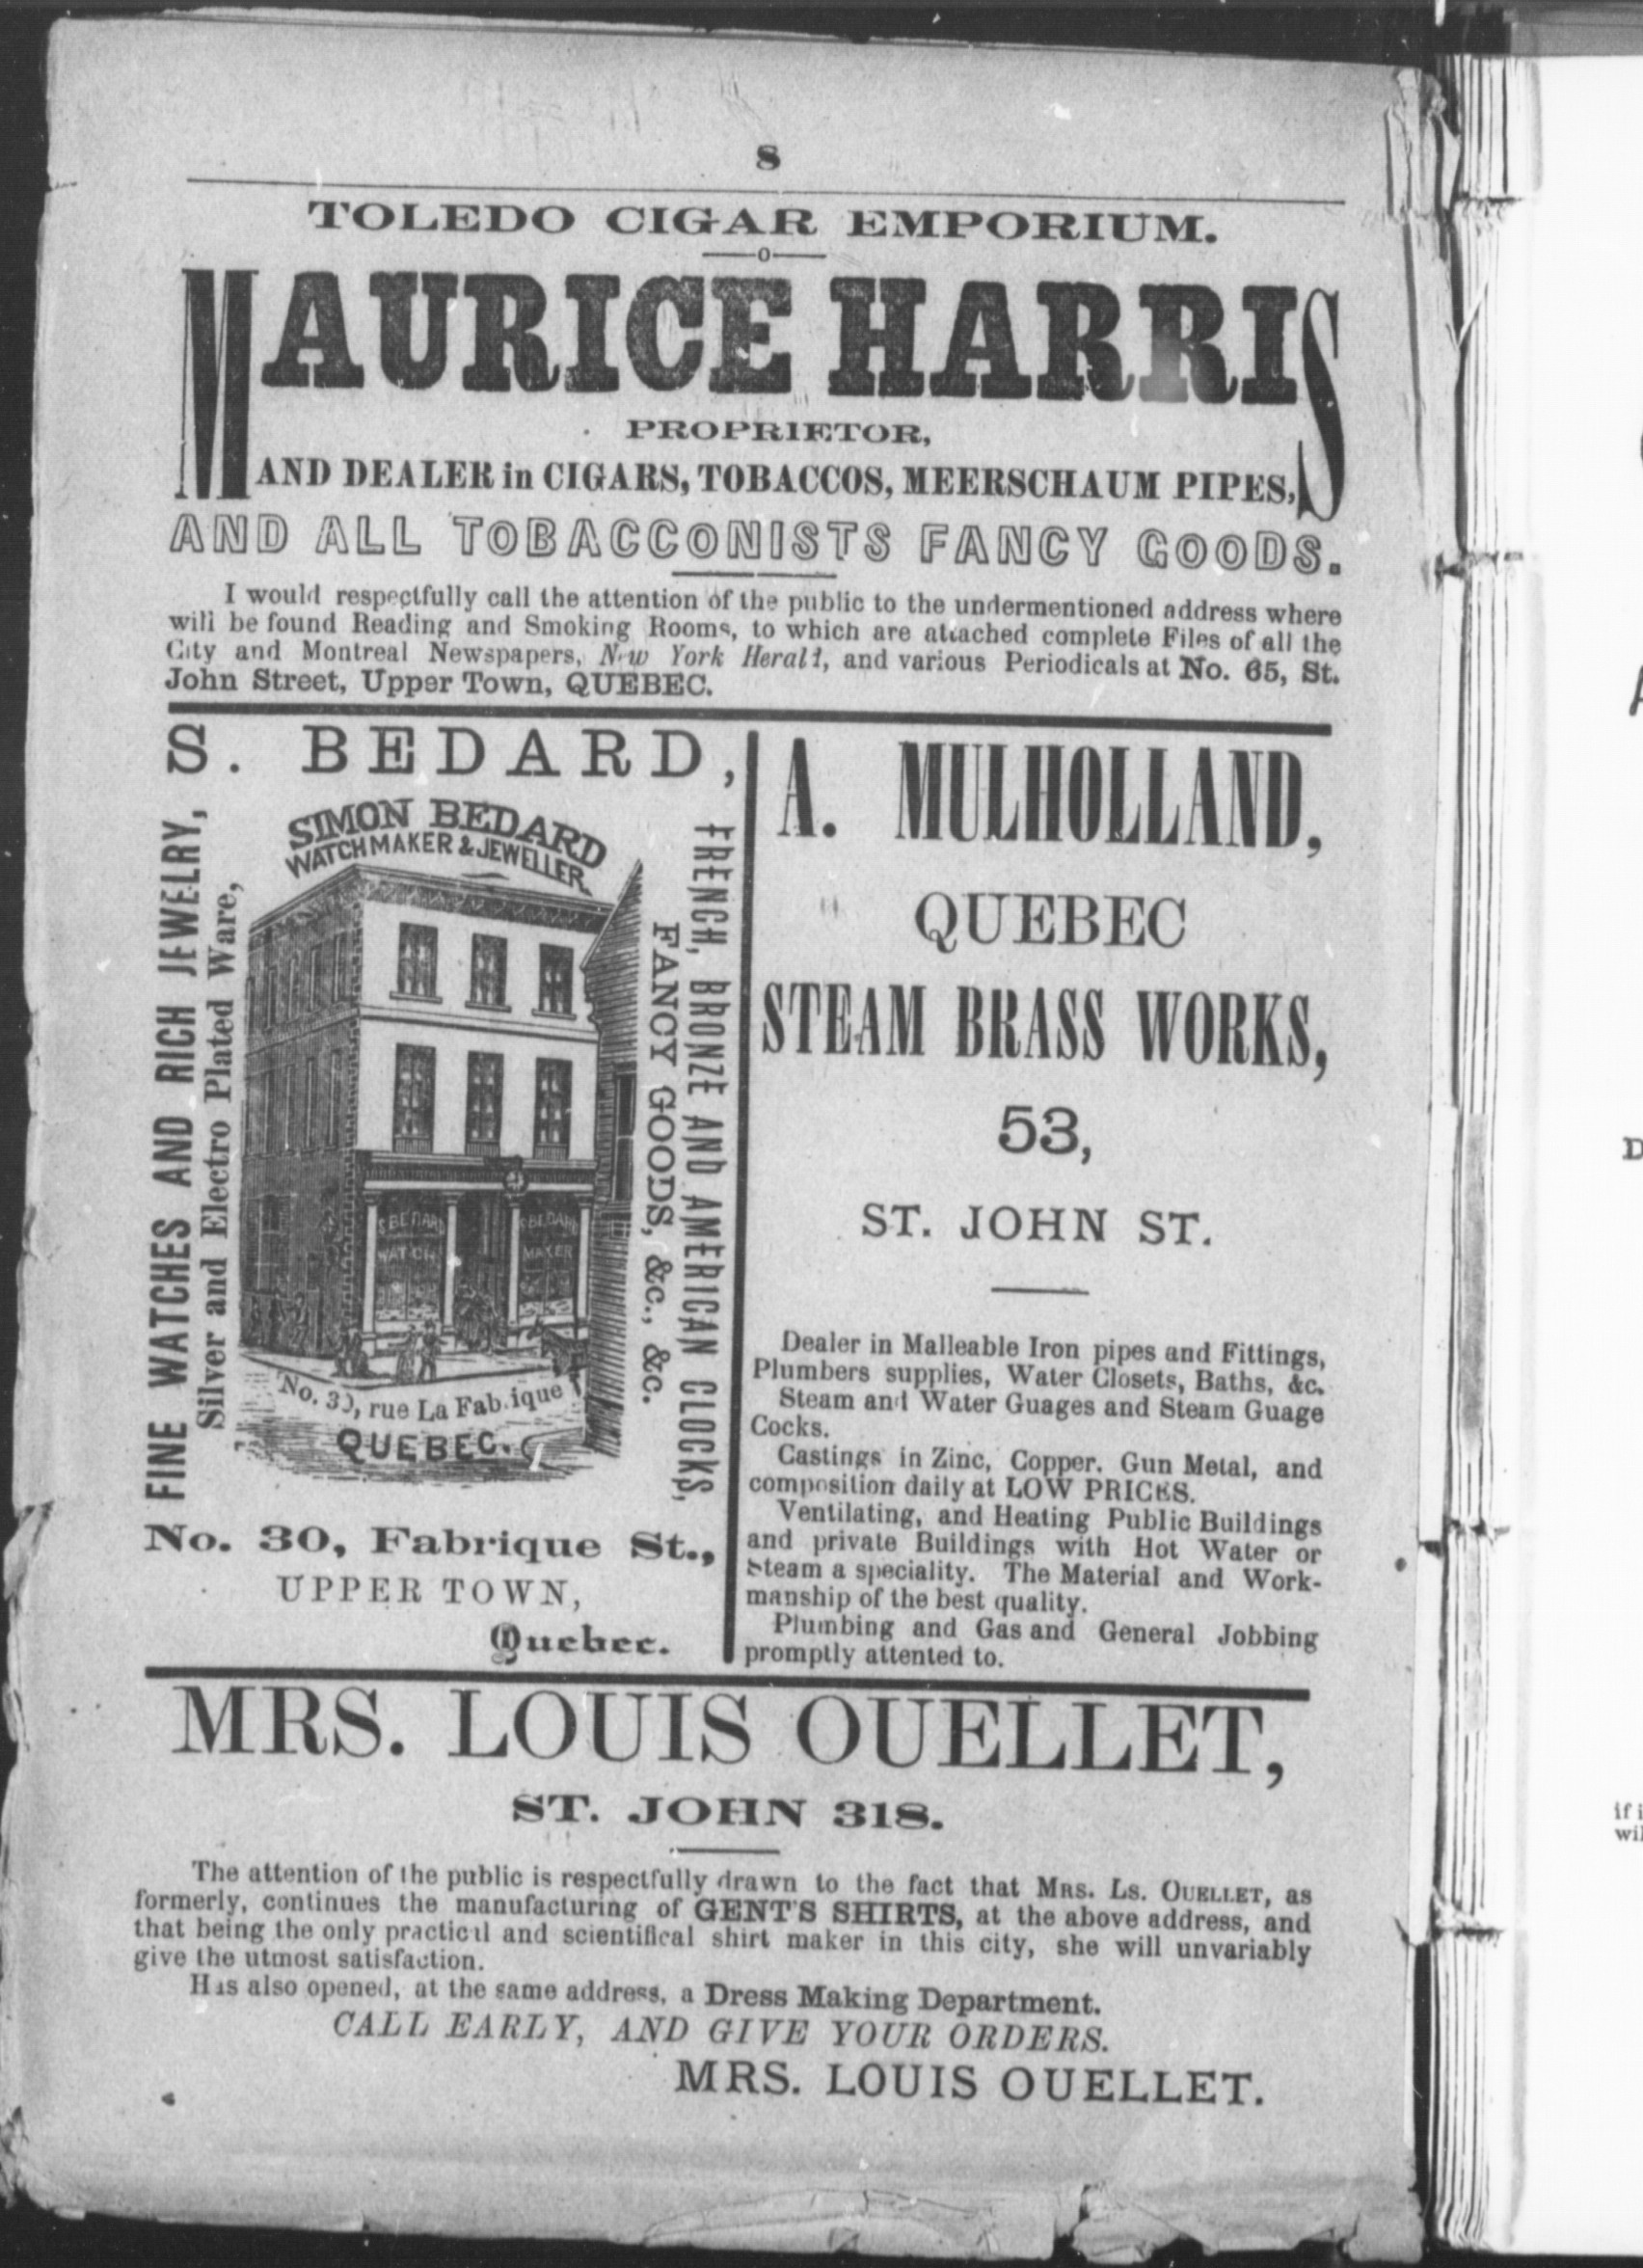 8
TOLEDO CIGAR EMPORIUM.
—o—
MAURICE HARRIS
PROPRIETOR,
AND DEALER in CIGARS, TOBACCOS, MEERSCHAUM PIPES,
AND ALL TOBACCONISTS FANCY GOODS.
I would respectfully call the attention of the public to the undermentioned address where
will be found Reading and Smoking Rooms, to which are attached complete Files of all the
City and Montreal Newspapers, New York Herald, and various Periodicals at No. 65, St.
John Street, Upper Town, QUEBEC.
S. BEDARD,
FINE WATCHES AND RICH JEWELRY,
Silver and Electro Plated Ware,
SIMON BEDARD
WATCHMAKER & JEWELLER.
S BEDARD
WATCH
S BEDARD
MAKER
No. 30, rue La Fabrique
QUEBEC.
FANCY GOODS, &c., &c.
FRENCH, BRONZE AND AMERICAN CLOCKS,
No. 30, Fabrique St.,
UPPER TOWN,
Quebec.
A. MULHOLLAND,
QUEBEC
STEAM BRASS WORKS,
53,
ST. JOHN ST.
Dealer in Malleable Iron pipes and Fittings,
Plumbers supplies, Water Closets, Baths, &c.
Steam and Water Guages and Steam Guage
Cocks.
Castings in Zinc, Copper. Gun Metal, and
composition daily at LOW PRICES.
Ventilating, and Heating Public Buildings
and private Buildings with Hot Water or
Steam a speciality. The Material and Work-
manship of the best quality.
Plumbing and Gas and General Jobbing
promptly attented to.
MRS. LOUIS OUELLET,
ST. JOHN 318.
The attention of the public is respectfully drawn to the fact that MRS. LS. OUELLET, as
formerly, continues the manufacturing of GENT'S SHIRTS, at the above address, and
that being the only practical and scientifical shirt maker in this city, she will unvariably
give the utmost satisfaction.
Has also opened, at the same address, a Dress Making Department.
CALL EARLY, AND GIVE YOUR ORDERS.
MRS. LOUIS OUELLET.
D
if i
wil